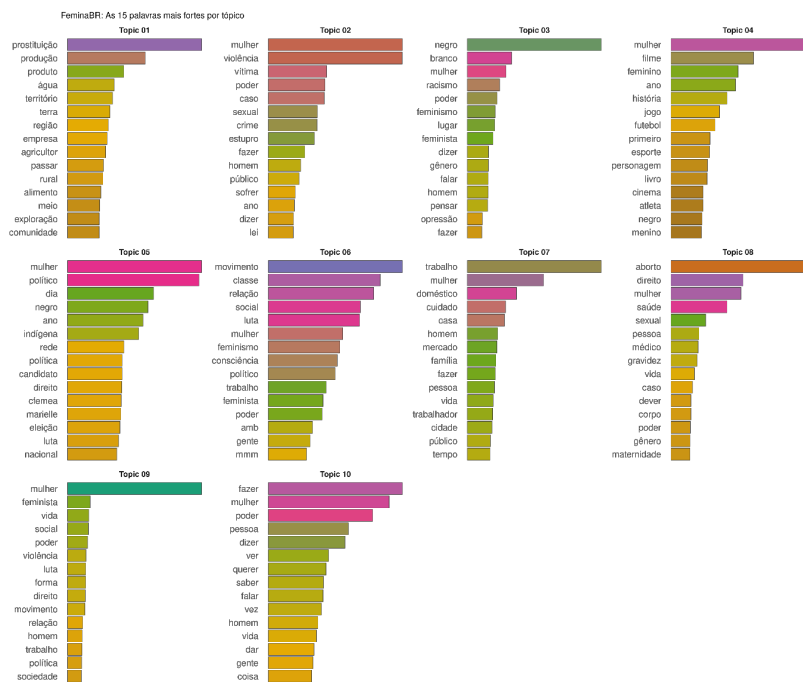 FeminaBR: As 15 palavras mais fortes por tópico
Topic 01
prostituição
produção
produto
água
território
terra
região
empresa
agricultor
passar
rural
alimento
meio
exploração
comunidade
Topic 02
mulher
violência
vítima
poder
caso
sexual
crime
estupro
fazer
homem
público
sofrer
ano
dizer
lei
Topic 03
negro
branco
mulher
racismo
poder
feminismo
lugar
feminista
dizer
gênero
falar
homem
pensar
opressão
fazer
Topic 04
mulher
filme
feminino
ano
história
jogo
futebol
primeiro
esporte
personagem
livro
cinema
atleta
negro
menino
Topic 05
mulher
político
dia
negro
ano
indígena
rede
política
candidato
direito
cfemea
marielle
eleição
luta
nacional
Topic 06
movimento
classe
relação
social
luta
mulher
feminismo
consciência
político
trabalho
feminista
poder
amb
gente
mmm
Topic 07
trabalho
mulher
doméstico
cuidado
casa
homem
mercado
família
fazer
pessoa
vida
trabalhador
cidade
público
tempo
Topic 08
aborto
direito
mulher
saúde
sexual
pessoa
médico
gravidez
vida
caso
dever
corpo
poder
gênero
maternidade
Topic 09
mulher
feminista
vida
social
poder
violência
luta
forma
direito
movimento
relação
homem
trabalho
política
sociedade
Topic 10
fazer
mulher
poder
pessoa
dizer
ver
querer
saber
falar
vez
homem
vida
dar
gente
coisa